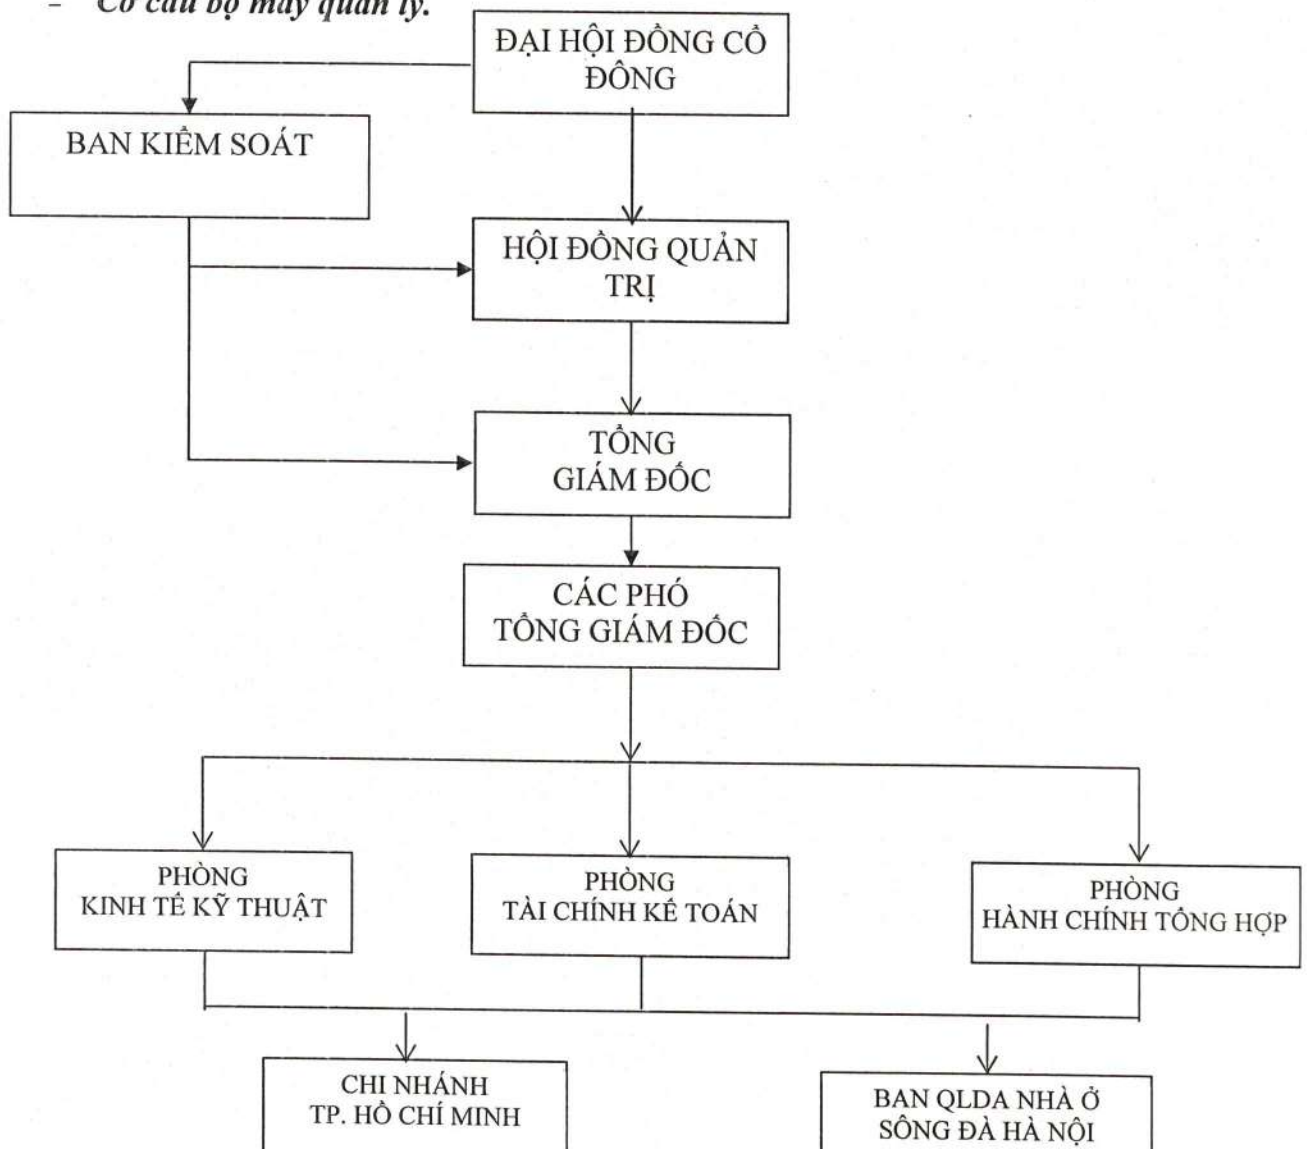 - Cơ cấu bộ máy quản lý.
ĐẠI HỘI ĐỒNG CỔ
ĐÔNG
BAN KIỂM SOÁT
HỘI ĐỒNG QUẢN
TRỊ
TỔNG
GIÁM ĐỐC
CÁC PHÓ
TỔNG GIÁM ĐỐC
PHÒNG
KINH TẾ KỸ THUẬT
PHÒNG
TÀI CHÍNH KẾ TOÁN
PHÒNG
HÀNH CHÍNH TỔNG HỢP
CHI NHÁNH
TP. HỒ CHÍ MINH
BAN QLDA NHÀ Ở
SÔNG ĐÀ HÀ NỘI